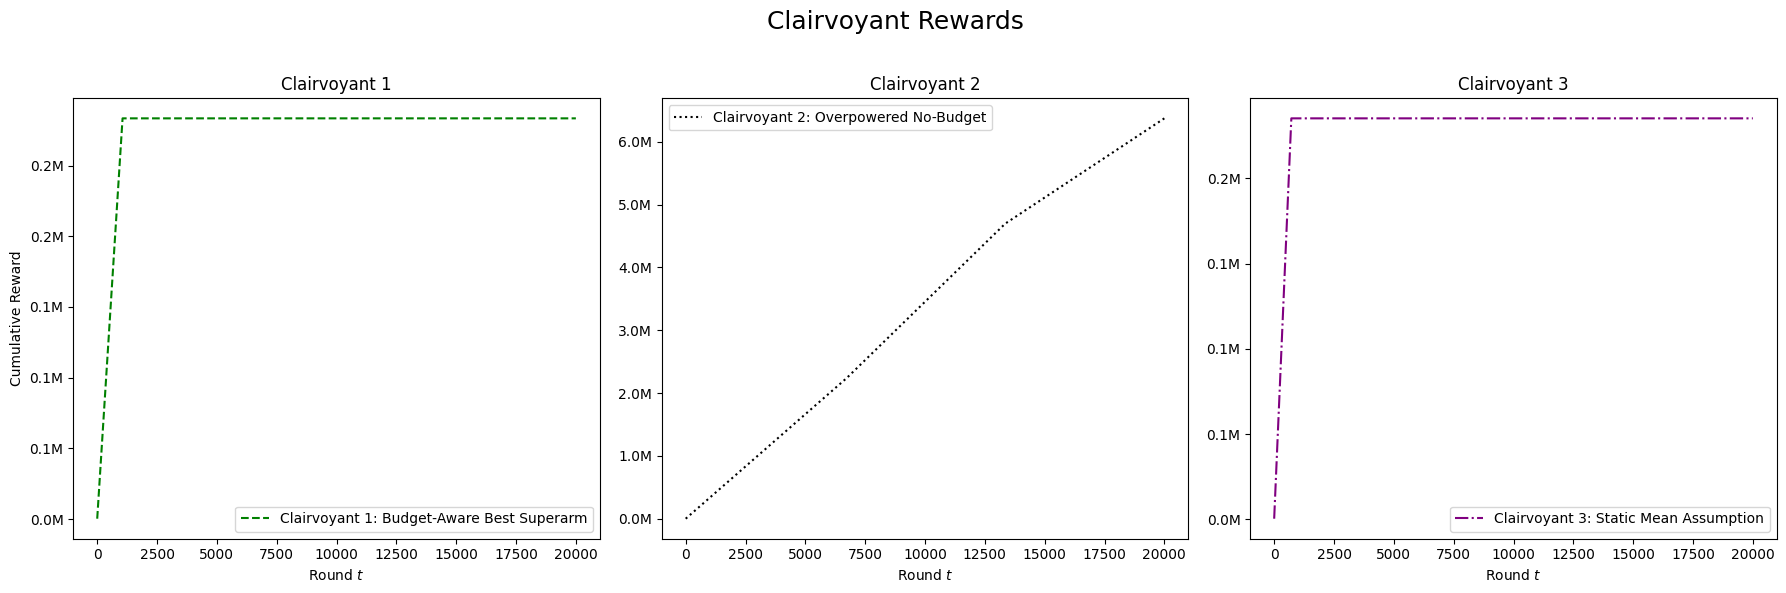 Clairvoyant Rewards
Clairvoyant 1
Cumulative Reward
0.2M
0.2M
0.1M
0.1M
0.1M
0.0M
Clairvoyant 1: Budget-Aware Best Superarm
0 2500 5000 7500 10000 12500 15000 17500 20000
Round t
Clairvoyant 2
Clairvoyant 2: Overpowered No-Budget
6.0M
5.0M
4.0M
3.0M
2.0M
1.0M
0.0M
0 2500 5000 7500 10000 12500 15000 17500 20000
Round t
Clairvoyant 3
0.2M
0.1M
0.1M
0.1M
0.0M
Clairvoyant 3: Static Mean Assumption
0 2500 5000 7500 10000 12500 15000 17500 20000
Round t